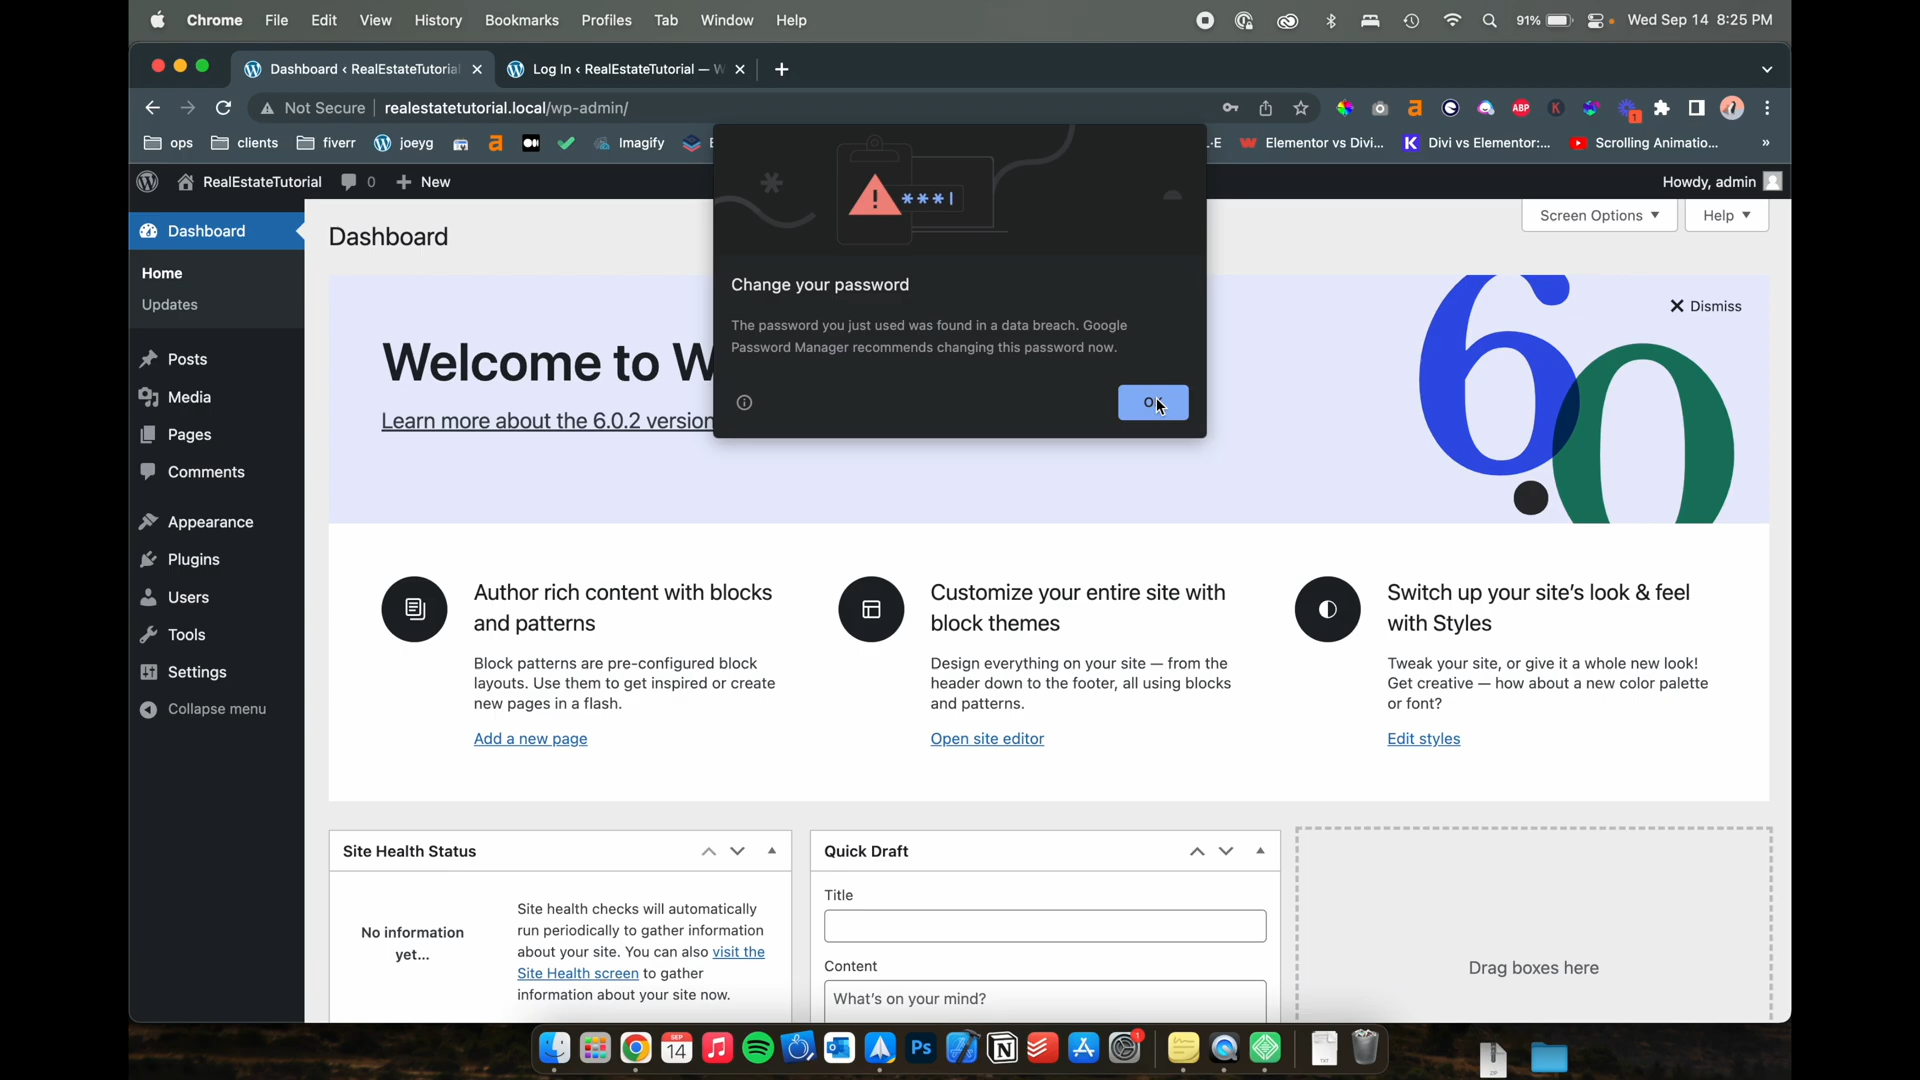 Chrome File Edit View History Bookmarks Profiles Tab Window Help 91% Wed Sep 14 8:25 PM
Dashboard ‹ RealEstateTutorial Log In ‹ RealEstateTutorial — W
Not Secure realestatetutorial.local/wp-admin/ ABP K 1
ops clients fiverr joeyg Imagify Elementor vs Divi... Divi vs Elementor:... Scrolling Animatio... »
RealEstateTutorial 0 New Howdy, admin
Screen Options Help
Dashboard
Home
Updates
Posts
Media
Pages
Comments
Appearance
Plugins
Users
Tools
Settings
Collapse menu
Dashboard
Dismiss
Welcome to W
Learn more about the 6.0.2 version
6.0
! ***|
Change your password
The password you just used was found in a data breach. Google
Password Manager recommends changing this password now.
Author rich content with blocks
and patterns
Block patterns are pre-configured block
layouts. Use them to get inspired or create
new pages in a flash.
Add a new page
Customize your entire site with
block themes
Design everything on your site — from the
header down to the footer, all using blocks
and patterns.
Open site editor
Switch up your site's look & feel
with Styles
Tweak your site, or give it a whole new look!
Get creative — how about a new color palette
or font?
Edit styles
Site Health Status
No information
yet...
Site health checks will automatically
run periodically to gather information
about your site. You can also visit the
Site Health screen to gather
information about your site now.
Quick Draft
Title
Content
What's on your mind?
Drag boxes here
SEP
14
Ps
1
TXT
ZIP